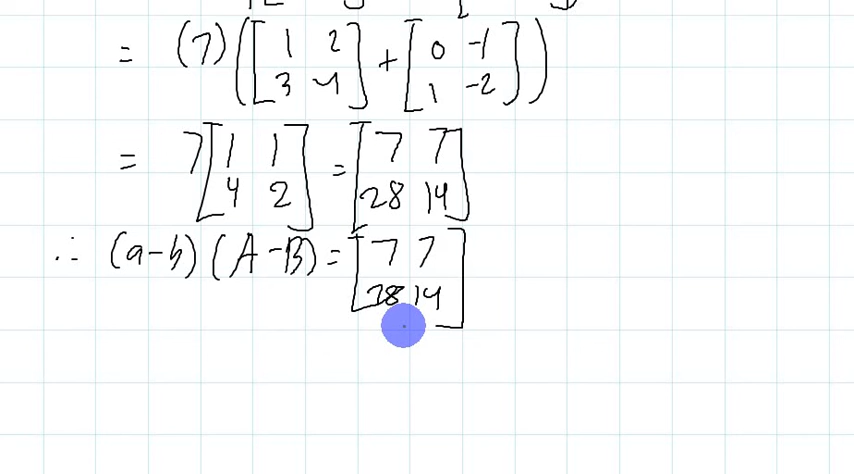 = (7)([1 2 3 4] + [0 -1 1 -2])
= 7[1 1 4 2] = [7 7 28 14]
∴ (a-b)(A-B) = [7 7 28 14]